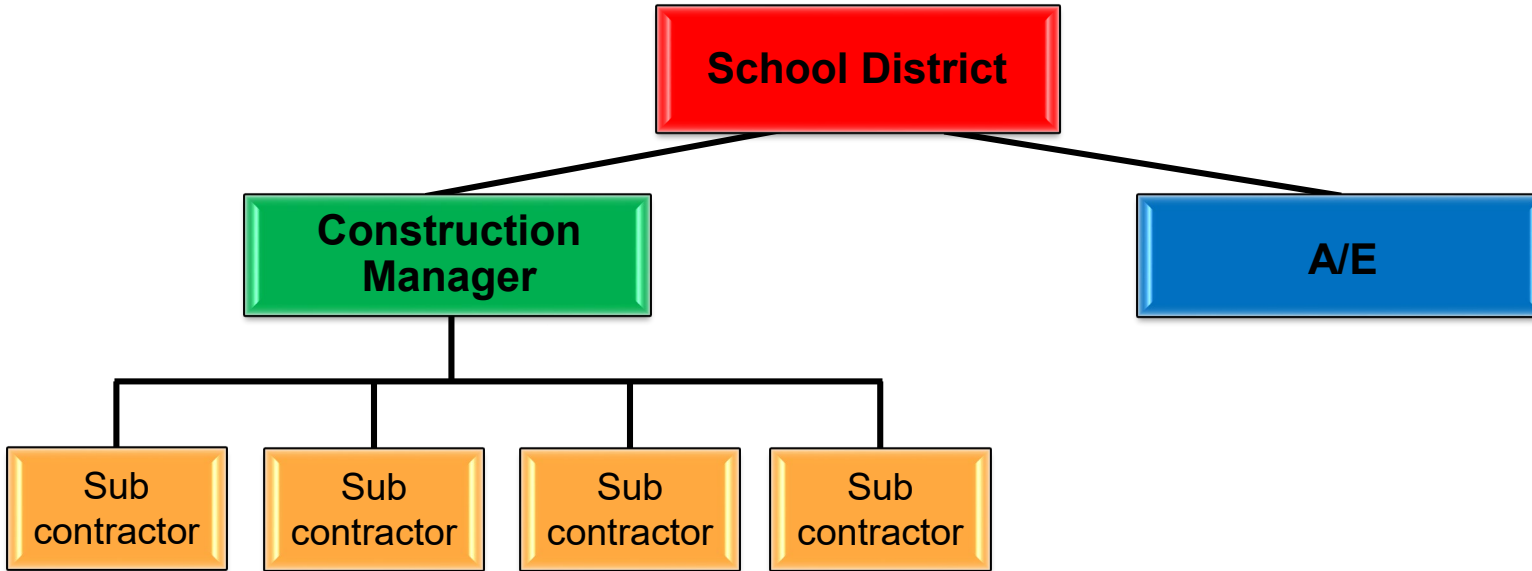 School District
Construction
Manager
A/E
Sub
contractor
Sub
contractor
Sub
contractor
Sub
contractor